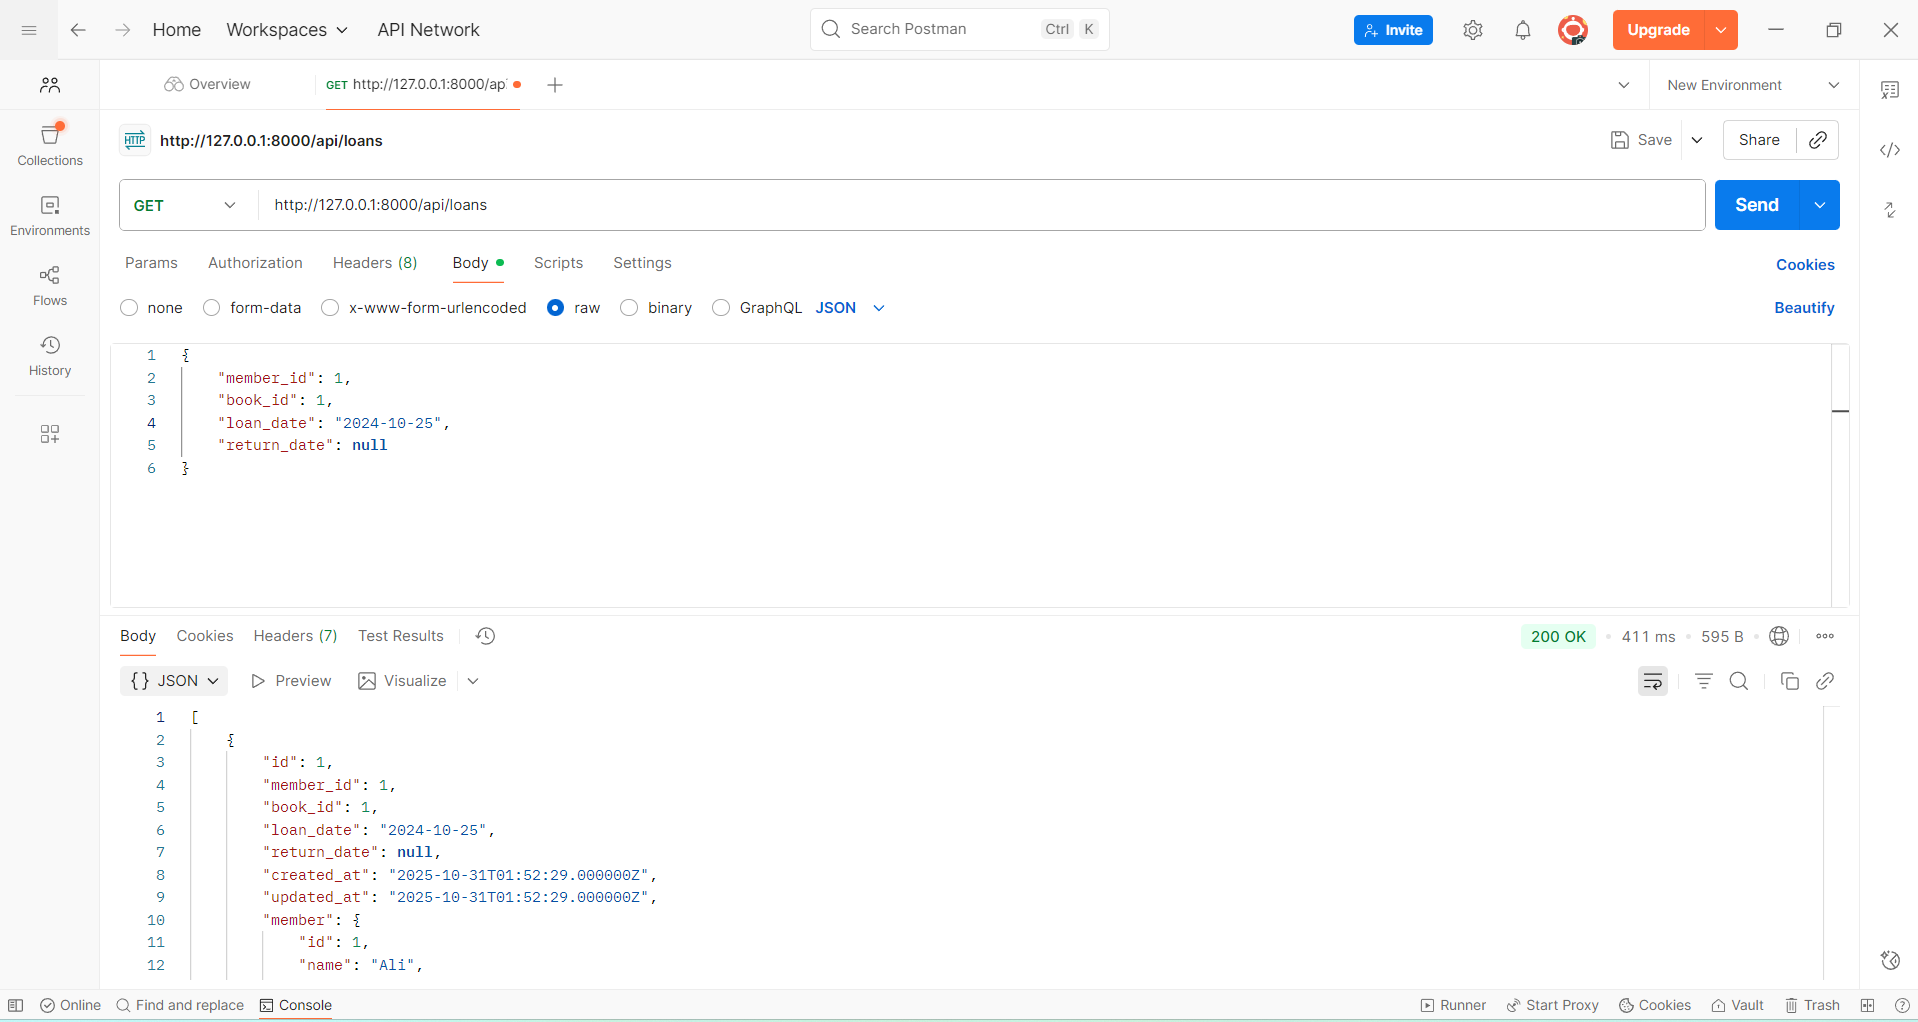 Home Workspaces API Network Search Postman Ctrl K Invite Upgrade
Overview GET http://127.0.0.1:8000/ap New Environment
HTTP http://127.0.0.1:8000/api/loans Save Share
Collections
GET http://127.0.0.1:8000/api/loans Send
Environments
Params Authorization Headers (8) Body Scripts Settings Cookies
Flows
none form-data x-www-form-urlencoded raw binary GraphQL JSON Beautify
History
1 {
2 "member_id": 1,
3 "book_id": 1,
4 "loan_date": "2024-10-25",
5 "return_date": null
6 }
Body Cookies Headers (7) Test Results 200 OK 411 ms 595 B
{} JSON Preview Visualize
1 [
2 {
3 "id": 1,
4 "member_id": 1,
5 "book_id": 1,
6 "loan_date": "2024-10-25",
7 "return_date": null,
8 "created_at": "2025-10-31T01:52:29.000000Z",
9 "updated_at": "2025-10-31T01:52:29.000000Z",
10 "member": {
11 "id": 1,
12 "name": "Ali",
Online Find and replace Console Runner Start Proxy Cookies Vault Trash